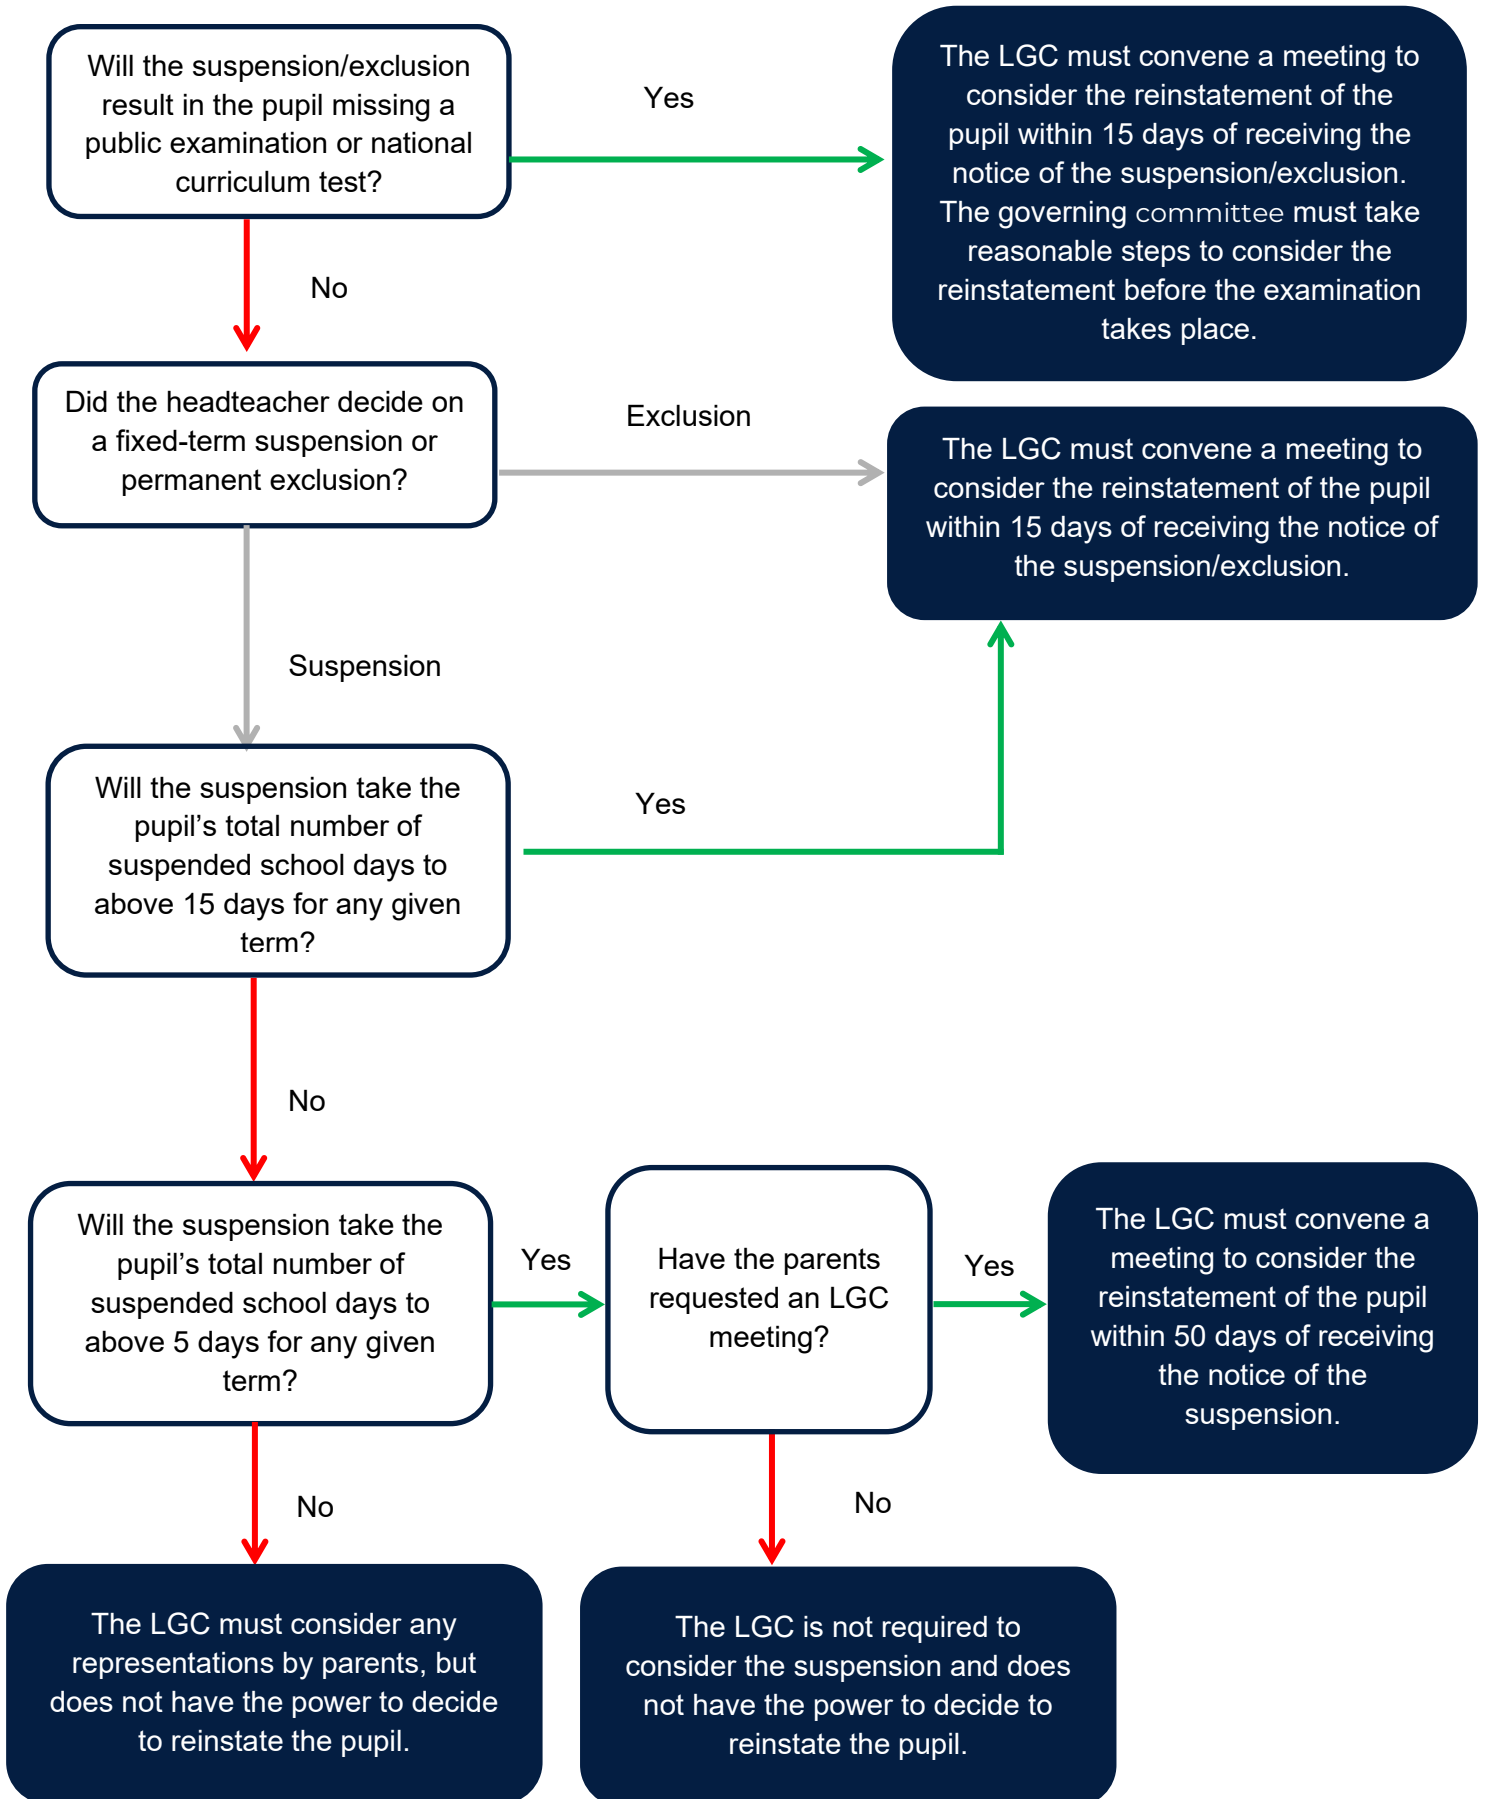 Will the suspension/exclusion
result in the pupil missing a
public examination or national
curriculum test?
Yes
The LGC must convene a meeting to
consider the reinstatement of the
pupil within 15 days of receiving the
notice of the suspension/exclusion.
The governing committee must take
reasonable steps to consider the
reinstatement before the examination
takes place.
No
Did the headteacher decide on
a fixed-term suspension or
permanent exclusion?
Exclusion
The LGC must convene a meeting to
consider the reinstatement of the pupil
within 15 days of receiving the notice of
the suspension/exclusion.
Suspension
Will the suspension take the
pupil’s total number of
suspended school days to
above 15 days for any given
term?
Yes
No
Will the suspension take the
pupil’s total number of
suspended school days to
above 5 days for any given
term?
Yes
Have the parents
requested an LGC
meeting?
Yes
The LGC must convene a
meeting to consider the
reinstatement of the pupil
within 50 days of receiving
the notice of the
suspension.
No
No
The LGC must consider any
representations by parents, but
does not have the power to decide
to reinstate the pupil.
The LGC is not required to
consider the suspension and does
not have the power to decide to
reinstate the pupil.